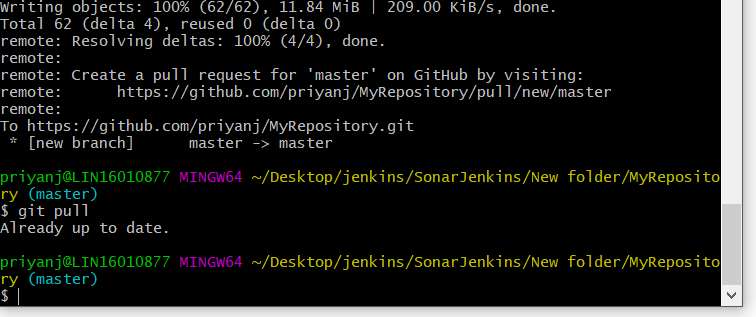 Writing objects: 100% (62/62), 11.84 MiB | 209.00 KiB/s, done.
Total 62 (delta 4), reused 0 (delta 0)
remote: Resolving deltas: 100% (4/4), done.
remote:
remote: Create a pull request for 'master' on GitHub by visiting:
remote:      https://github.com/priyanj/MyRepository/pull/new/master
remote:
To https://github.com/priyanj/MyRepository.git
 * [new branch]      master -> master
priyanj@LIN16010877 MINGW64 ~/Desktop/jenkins/SonarJenkins/New folder/MyReposito
ry (master)
$ git pull
Already up to date.
priyanj@LIN16010877 MINGW64 ~/Desktop/jenkins/SonarJenkins/New folder/MyReposito
ry (master)
$